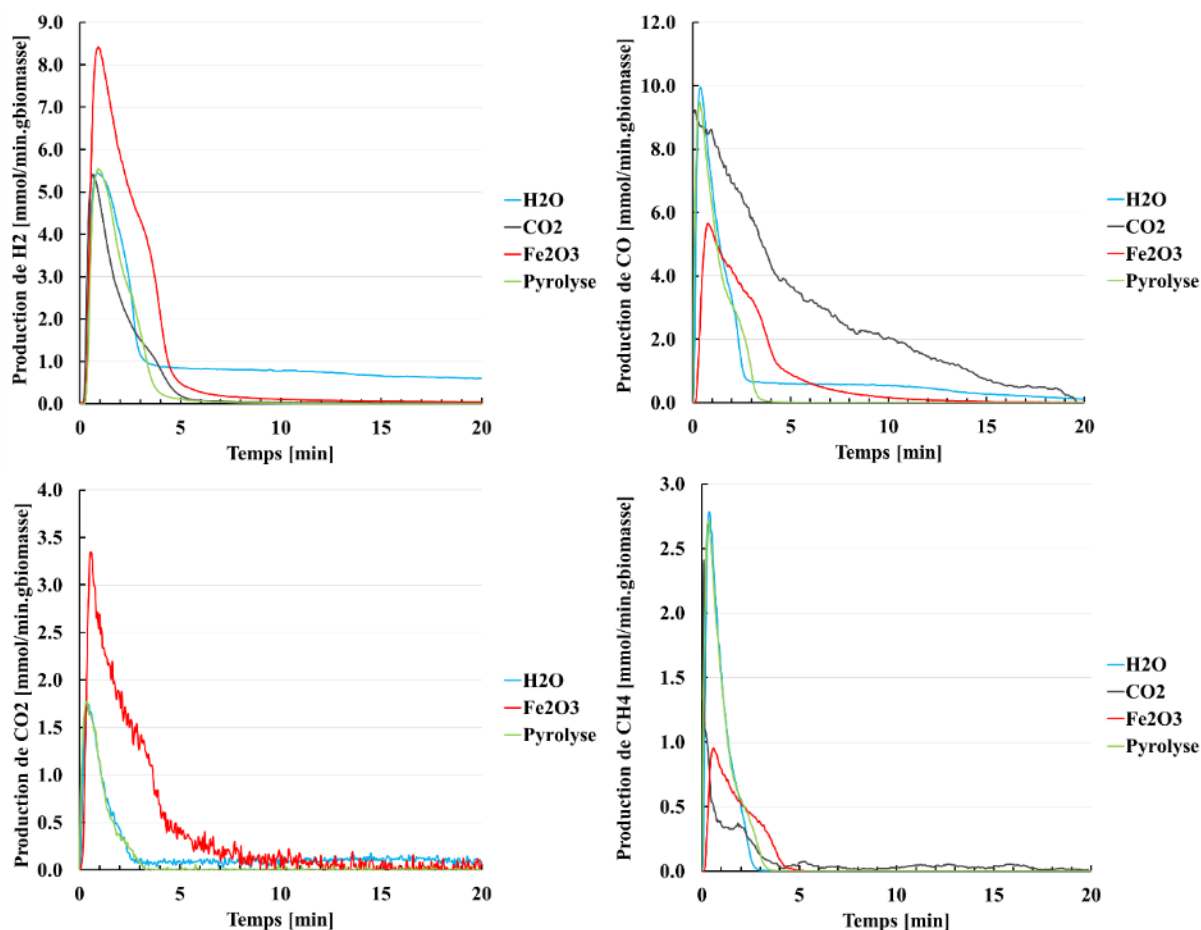 Production de H2 [mmol/min.gbiomasse]
9.0
8.0
7.0
6.0
5.0
4.0
3.0
2.0
1.0
0.0
0 5 10 15 20
Temps [min]
H2O
CO2
Fe2O3
Pyrolyse
Production de CO [mmol/min.gbiomasse]
12.0
10.0
8.0
6.0
4.0
2.0
0.0
0 5 10 15 20
Temps [min]
H2O
CO2
Fe2O3
Pyrolyse
Production de CO2 [mmol/min.gbiomasse]
4.0
3.5
3.0
2.5
2.0
1.5
1.0
0.5
0.0
0 5 10 15 20
Temps [min]
H2O
Fe2O3
Pyrolyse
Production de CH4 [mmol/min.gbiomasse]
3.0
2.5
2.0
1.5
1.0
0.5
0.0
0 5 10 15 20
Temps [min]
H2O
CO2
Fe2O3
Pyrolyse